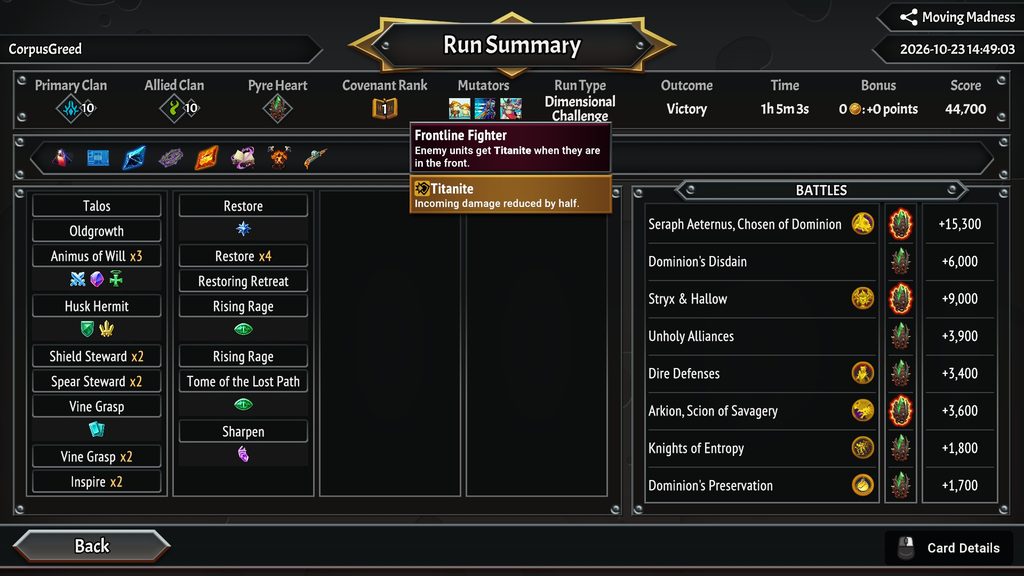 Moving Madness
CorpusGreed
Run Summary
2026-10-23 14:49:03
Primary Clan
Allied Clan
Pyre Heart
Covenant Rank
Mutators
Run Type
Outcome
Time
Bonus
Score
10
10
1
Dimensional
Challenge
Victory
1h 5m 3s
0 :+0 points
44,700
Frontline Fighter
Enemy units get Titanite when they are
in the front.
Titanite
Incoming damage reduced by half.
Talos
Oldgrowth
Animus of Will x3
Husk Hermit
Shield Steward x2
Spear Steward x2
Vine Grasp
Vine Grasp x2
Inspire x2
Restore
Restore x4
Restoring Retreat
Rising Rage
Rising Rage
Tome of the Lost Path
Sharpen
BATTLES
Seraph Aeternus, Chosen of Dominion +15,300
Dominion's Disdain +6,000
Stryx & Hallow +9,000
Unholy Alliances +3,900
Dire Defenses +3,400
Arkion, Scion of Savagery +3,600
Knights of Entropy +1,800
Dominion's Preservation +1,700
Back
Card Details